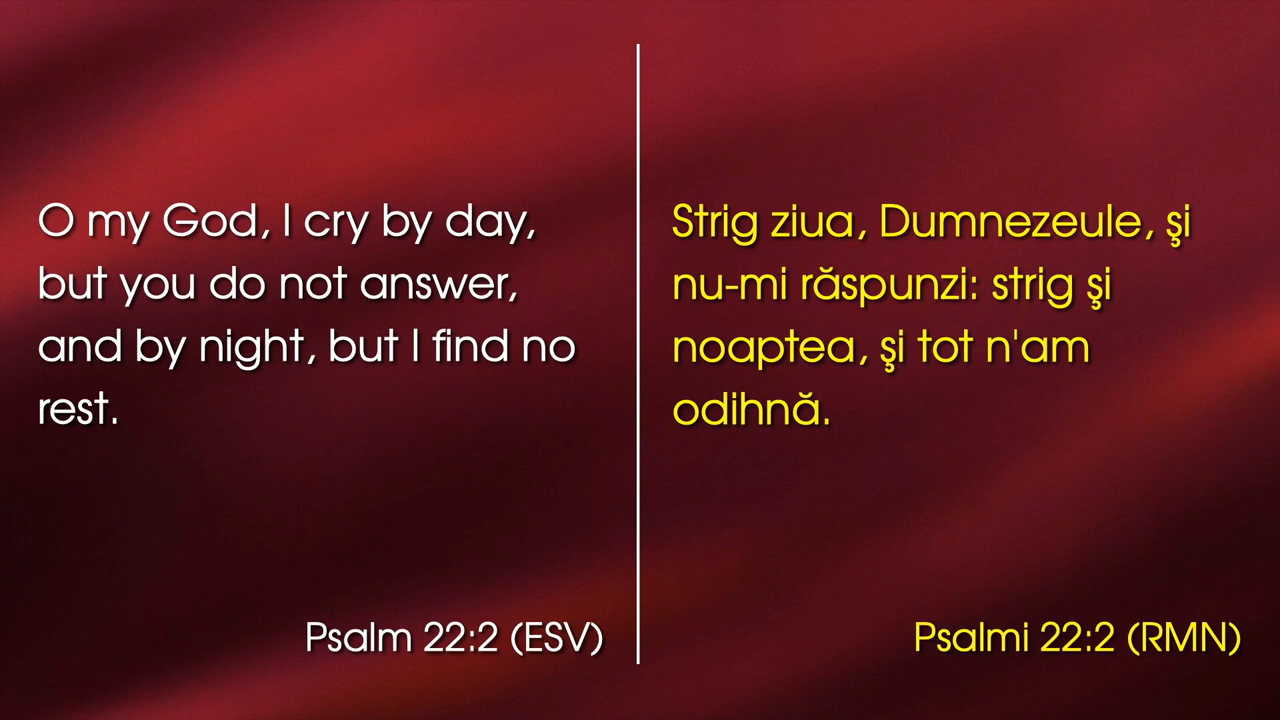 O my God, I cry by day,
but you do not answer,
and by night, but I find no
rest.
Psalm 22:2 (ESV)
Strig ziua, Dumnezeule, şi
nu-mi răspunzi: strig şi
noaptea, şi tot n'am
odihnă.
Psalmi 22:2 (RMN)